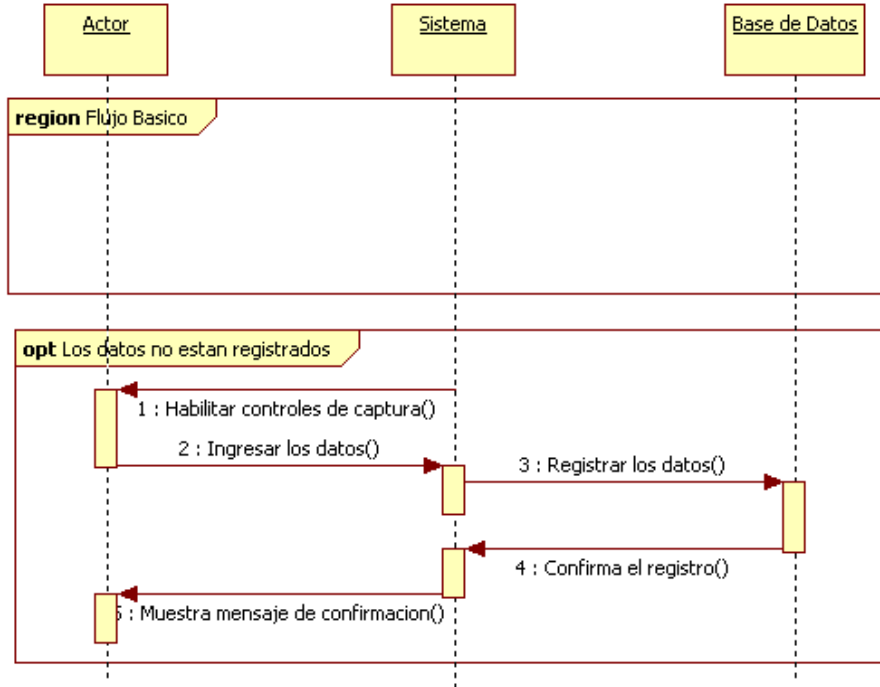 Actor
Sistema
Base de Datos
region Flujo Basico
opt Los datos no estan registrados
1 : Habilitar controles de captura()
2 : Ingresar los datos()
3 : Registrar los datos()
4 : Confirma el registro()
5 : Muestra mensaje de confirmacion()